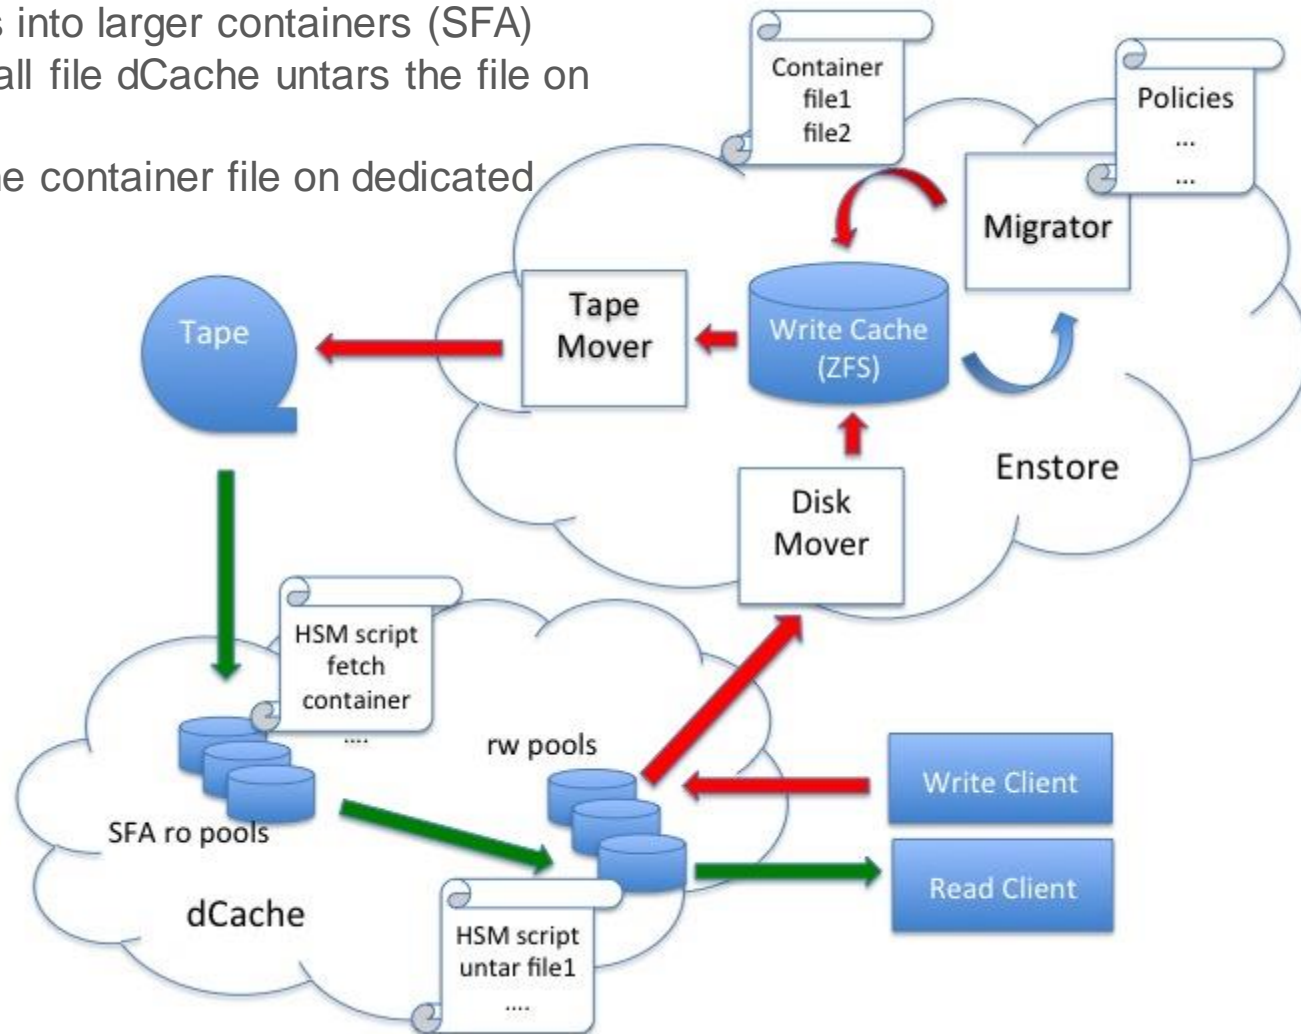 s into larger containers (SFA)
all file dCache untars the file on
e container file on dedicated
Container
file1
file2
Policies
...
...
Migrator
Tape
Tape
Mover
Write Cache
(ZFS)
Enstore
Disk
Mover
HSM script
fetch
container
....
rw pools
SFA ro pools
Write Client
Read Client
dCache
HSM script
untar file1
....